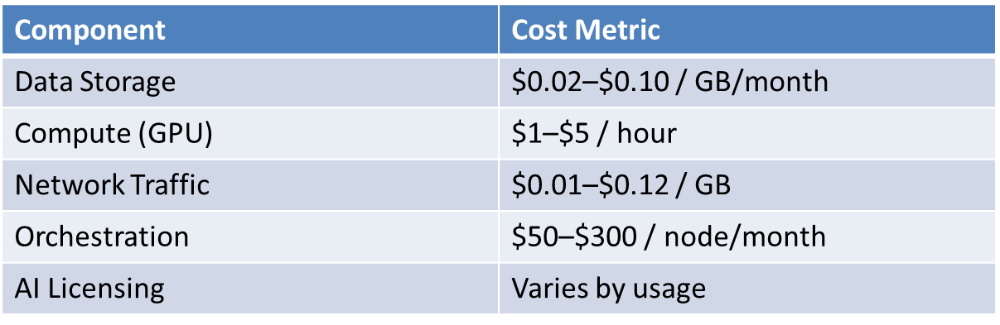 Component Cost Metric
Data Storage $0.02–$0.10 / GB/month
Compute (GPU) $1–$5 / hour
Network Traffic $0.01–$0.12 / GB
Orchestration $50–$300 / node/month
AI Licensing Varies by usage